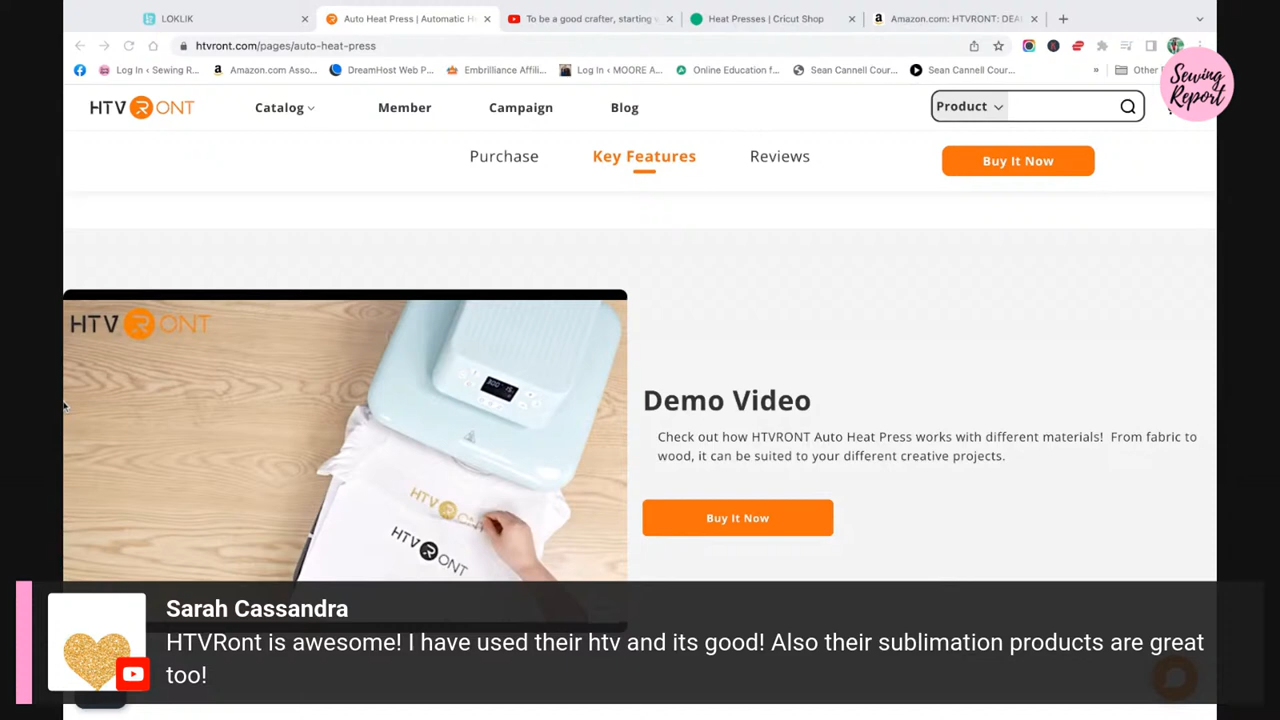 LOKLIK
Auto Heat Press | Automatic H
To be a good crafter, starting
Heat Presses | Cricut Shop
Amazon.com: HTVRONT: DEA
htvront.com/pages/auto-heat-press
Log In ‹ Sewing R...
Amazon.com Asso...
DreamHost Web P...
Embrilliance Affili...
Log In ‹ MOORE A...
Online Education f...
Sean Cannell Cour...
Sean Cannell Cour...
»
Other
Sewing
Report
HTVRONT
Catalog
Member
Campaign
Blog
Product
Purchase
Key Features
Reviews
Buy It Now
HTVRONT
300
HTVRONT
Demo Video
Check out how HTVRONT Auto Heat Press works with different materials! From fabric to
wood, it can be suited to your different creative projects.
Buy It Now
Sarah Cassandra
HTVRont is awesome! I have used their htv and its good! Also their sublimation products are great
too!